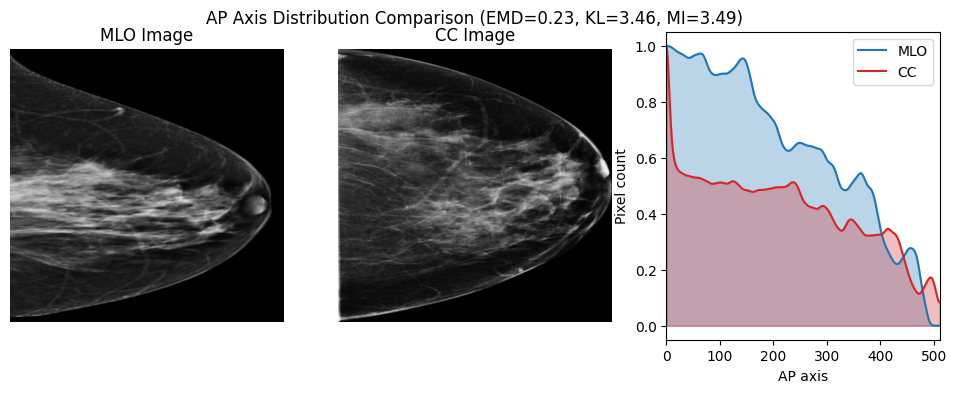 AP Axis Distribution Comparison (EMD=0.23, KL=3.46, MI=3.49)
MLO Image
CC Image
MLO
CC
Pixel count
1.0
0.8
0.6
0.4
0.2
0.0
0 100 200 300 400 500
AP axis